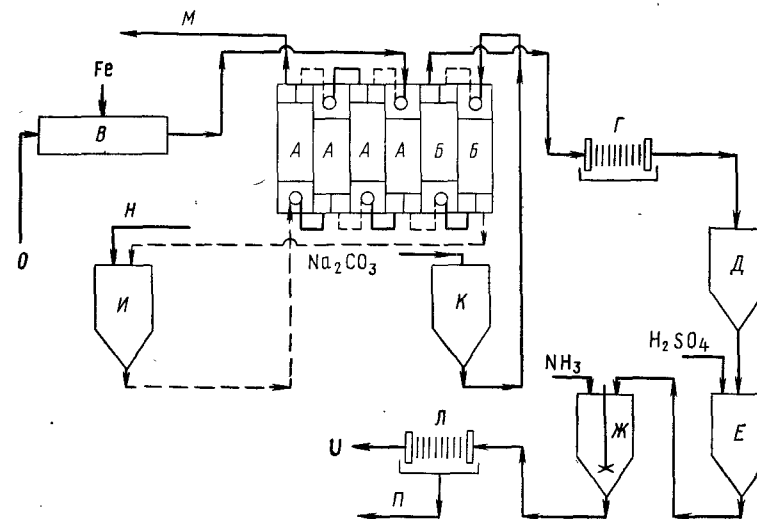 М
Fe
В
А А А А Б Б
Г
Н
О
Na₂CO₃
И
К
Д
H₂SO₄
NH₃
Л
U
Ж
Е
П